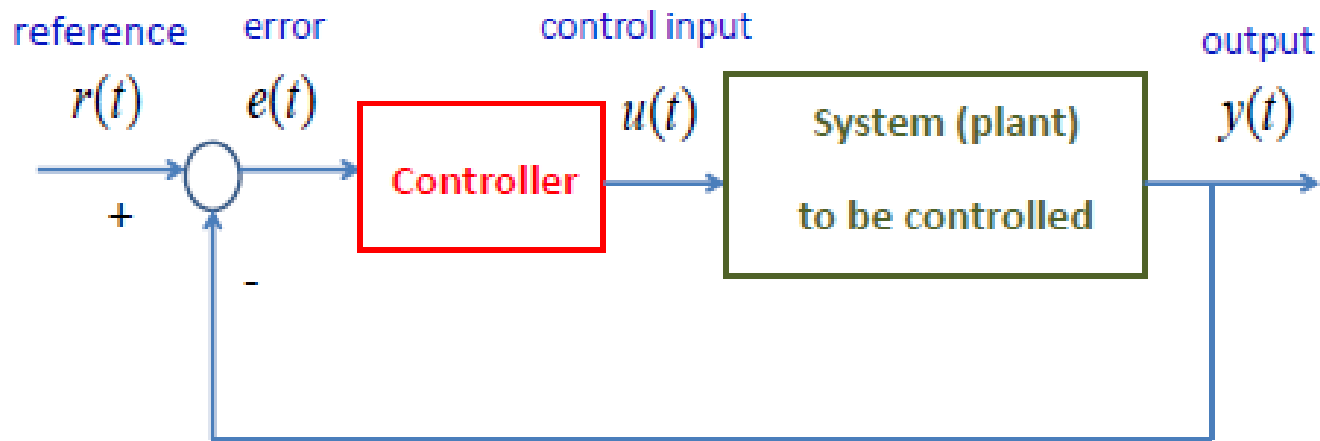 reference
error
control input
output
r(t)
e(t)
u(t)
y(t)
Controller
System (plant)
to be controlled
+
-